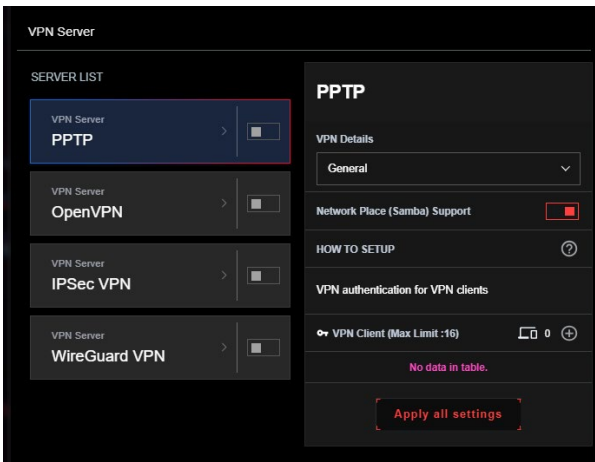 VPN Server
SERVER LIST
VPN Server
PPTP
VPN Server
OpenVPN
VPN Server
IPSec VPN
VPN Server
WireGuard VPN
PPTP
VPN Details
General
Network Place (Samba) Support
HOW TO SETUP
VPN authentication for VPN clients
VPN Client (Max Limit :16) 0
No data in table.
Apply all settings